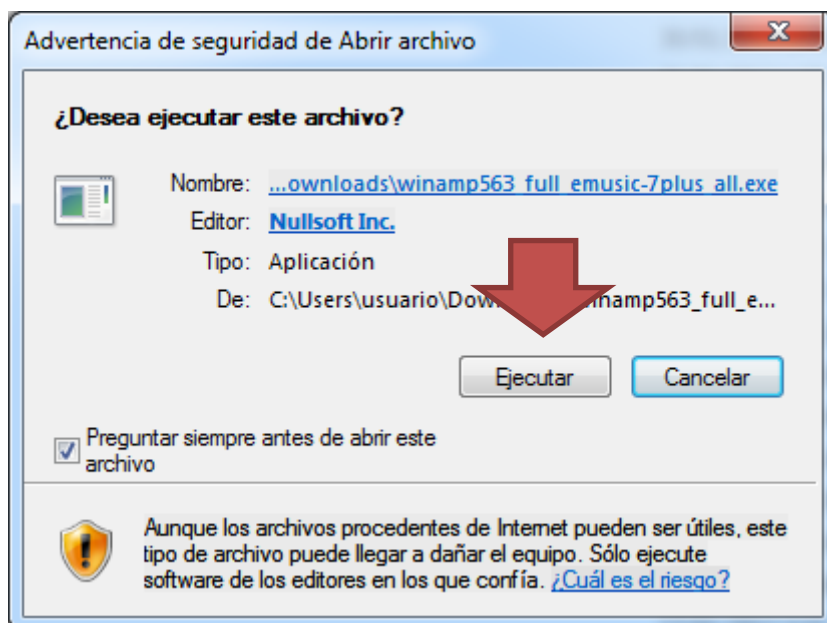 Advertencia de seguridad de Abrir archivo
¿Desea ejecutar este archivo?
Nombre: ...ownloads\winamp563_full_emusic-7plus_all.exe
Editor: Nullsoft Inc.
Tipo: Aplicación
De: C:\Users\usuario\Dow namp563_full_e...
Ejecutar Cancelar
Preguntar siempre antes de abrir este
archivo
Aunque los archivos procedentes de Internet pueden ser útiles, este
tipo de archivo puede llegar a dañar el equipo. Sólo ejecute
software de los editores en los que confía. ¿Cuál es el riesgo?